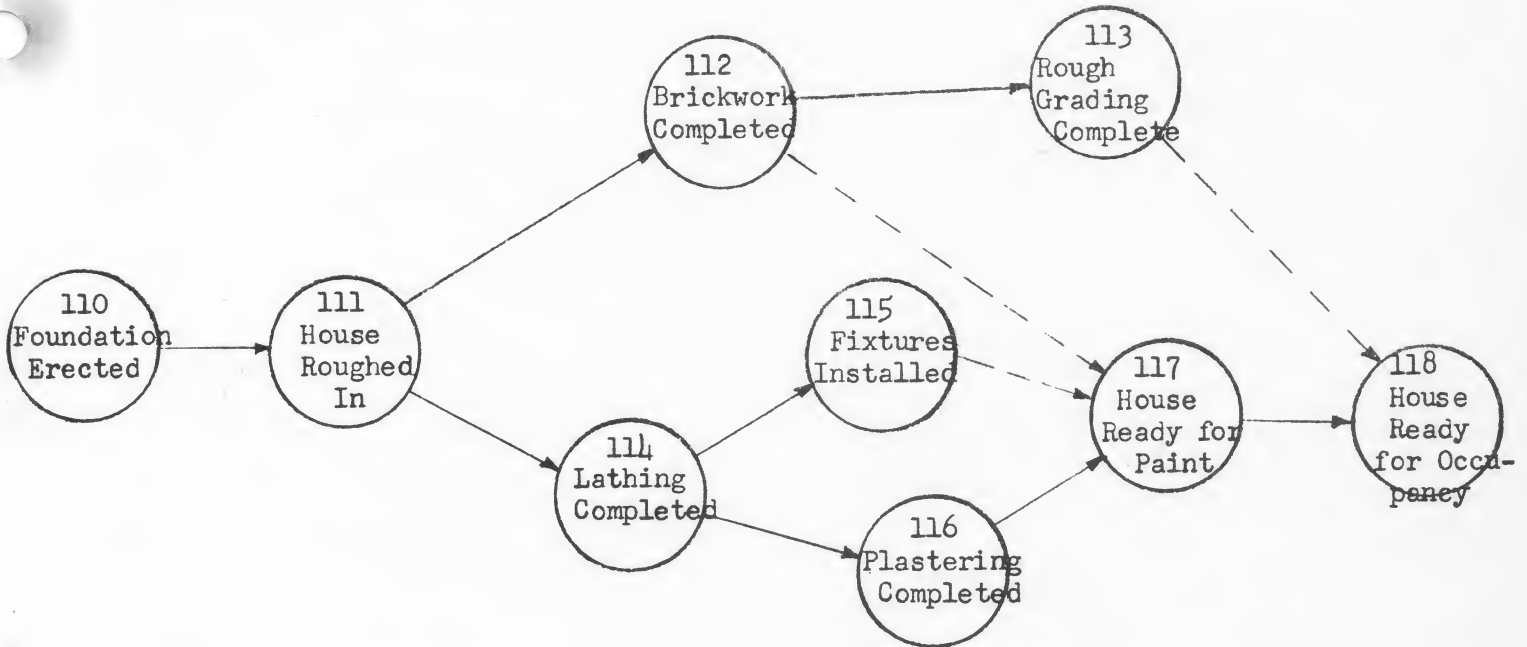 110
Foundation
Erected
111
House
Roughed
In
112
Brickwork
Completed
113
Rough
Grading
Complete
114
Lathing
Completed
115
Fixtures
Installed
116
Plastering
Completed
117
House
Ready for
Paint
118
House
Ready
for Occu-
pancy